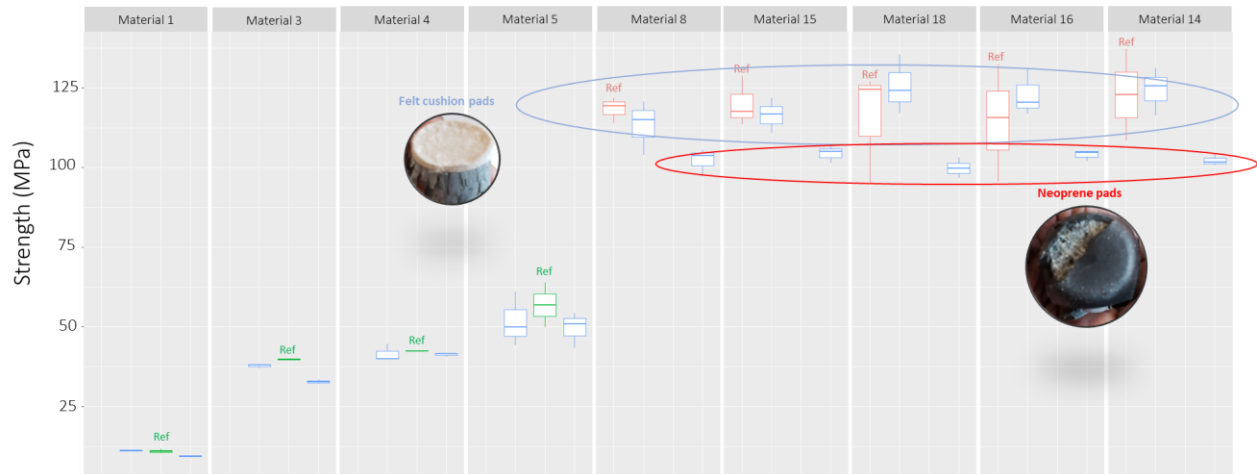 Material 1 Material 3 Material 4 Material 5 Material 8 Material 15 Material 18 Material 16 Material 14
Strength (MPa)
125
100
75
50
25
Ref
Ref
Ref
Ref
Ref
Ref
Ref
Ref
Ref
Felt cushion pads
Neoprene pads